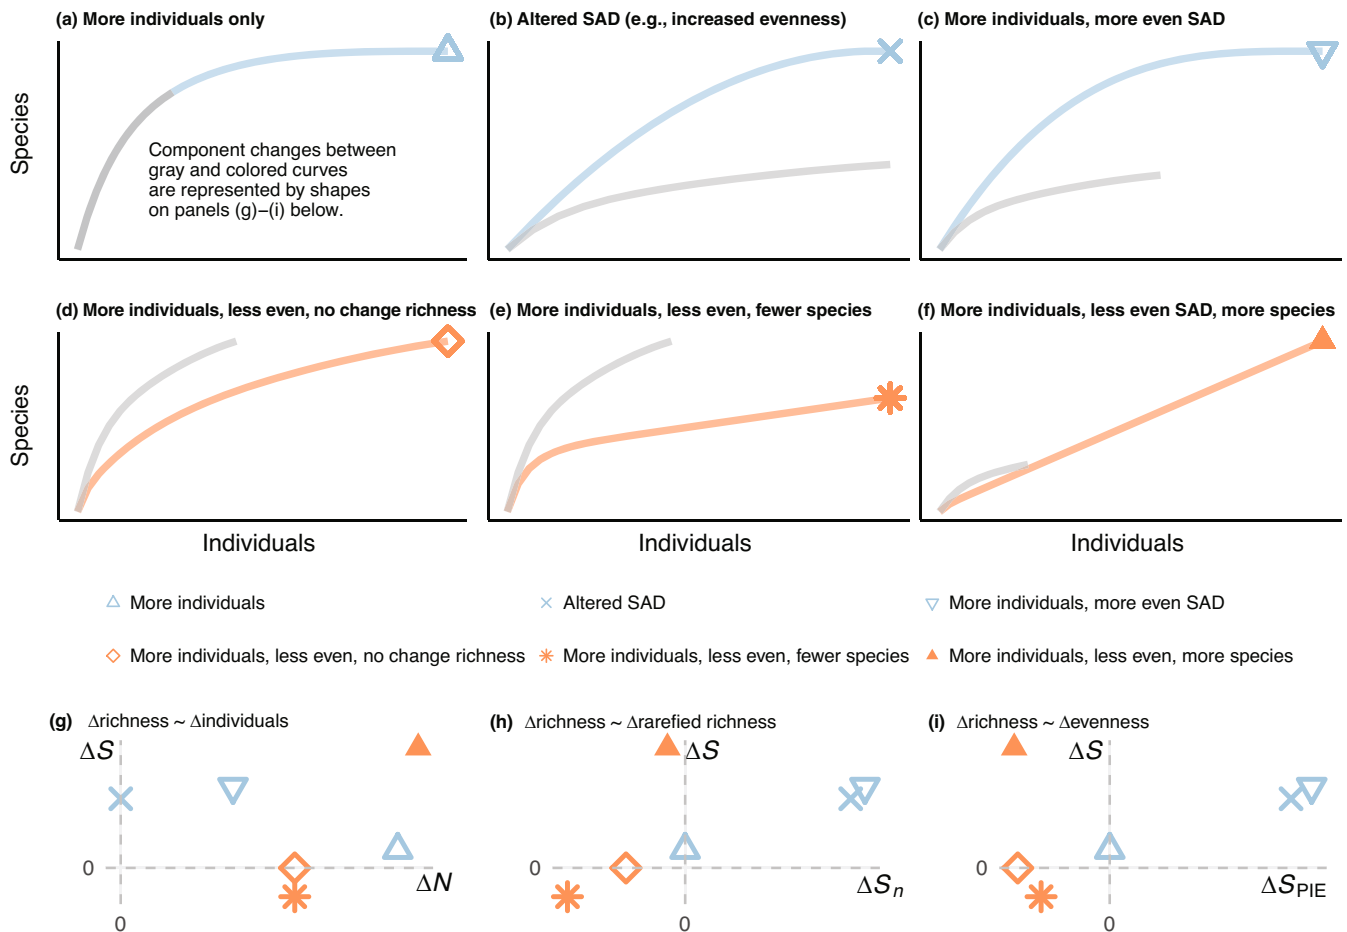 (a) More individuals only
(b) Altered SAD (e.g., increased evenness)
(c) More individuals, more even SAD
Species
Component changes between
gray and colored curves
are represented by shapes
on panels (g)–(i) below.
(d) More individuals, less even, no change richness
(e) More individuals, less even, fewer species
(f) More individuals, less even SAD, more species
Species
Individuals
Individuals
Individuals
More individuals
Altered SAD
More individuals, more even SAD
More individuals, less even, no change richness
More individuals, less even, fewer species
More individuals, less even, more species
(g) Δrichness ~ Δindividuals
ΔS
0
ΔN
0
(h) Δrichness ~ Δrarefied richness
ΔS
0
ΔSn
0
(i) Δrichness ~ Δevenness
ΔS
0
ΔSPIE
0